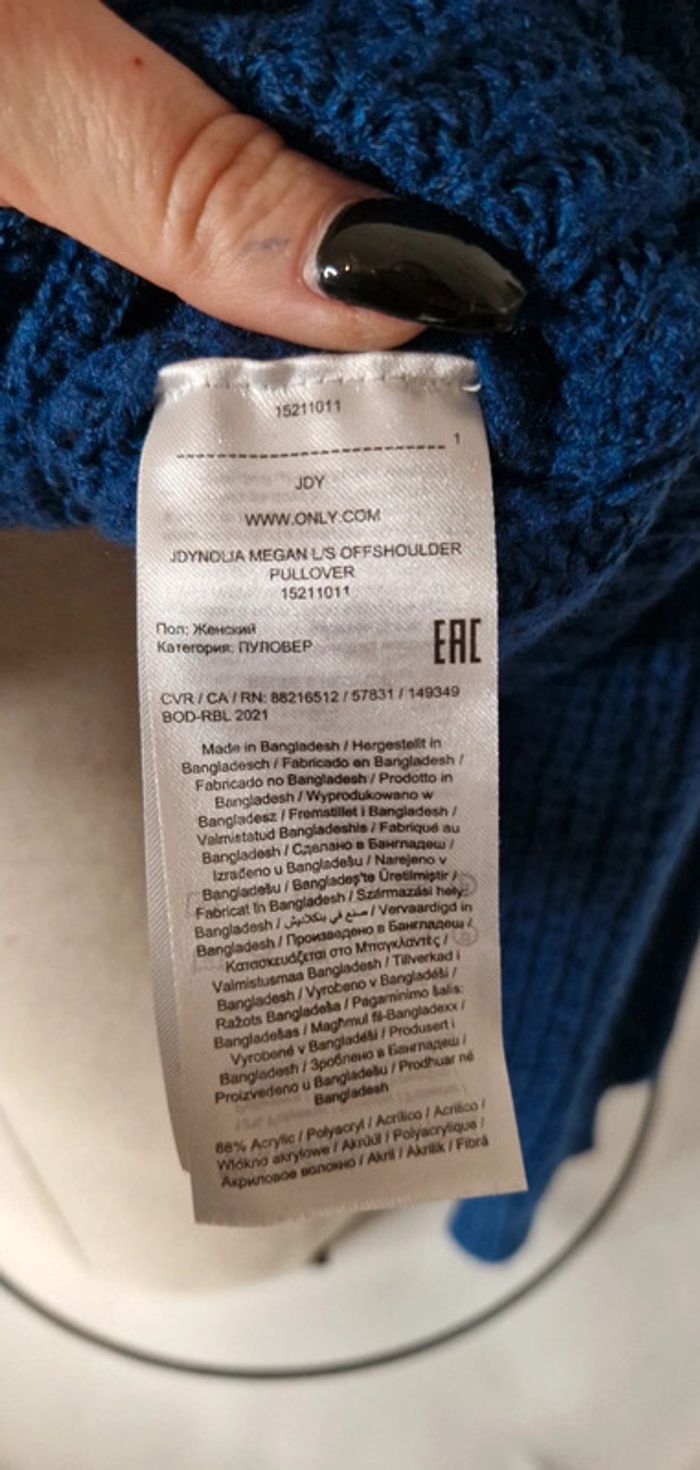 15211011
1
JDY
WWW.ONLY.COM
JDYNOLIA MEGAN L/S OFFSHOULDER
PULLOVER
15211011
Пол: Женский
Категория: ПУЛОВЕР
EAC
CVR / CA / RN: 88216512 / 57831 / 149349
BOD-RBL 2021
Made in Bangladesh / Hergestellt in
Bangladesch / Fabricado en Bangladesh /
Fabricado no Bangladesh / Prodotto in
Bangladesh / Wyprodukowano w
Bangladesz / Fremstillet i Bangladesh /
Valmistatud Bangladeshis / Fabriqué au
Bangladesh / Сделано в Бангладеш /
Izrađeno u Bangladešu / Narejeno v
Bangladešu / Bangladeş'te Üretilmiştir /
Fabricat în Bangladesh / Származási hely:
Bangladesh / صنع في بنكلاديش / Vervaardigd in
Bangladesh / Произведено в Бангладеш /
Κατασκευάζεται στο Μπαγκλαντές /
Valmistusmaa Bangladesh / Tillverkad i
Bangladesh / Vyrobeno v Bangladéši /
Ražots Bangladeša / Pagaminimo šalis:
Bangladešas / Magħmul fil-Bangladexx /
Vyrobené v Bangladéši / Produsert i
Bangladesh / Зроблено в Бангладеш /
Proizvedeno u Bangladešu / Prodhuar në
Bangladesh
88% Acrylic / Polyacryl / Acrílico / Acrilico /
Włókno akrylowe / Akrüül / Polyacrylique /
Акриловое волокно / Akril / Akrilik / Fibră